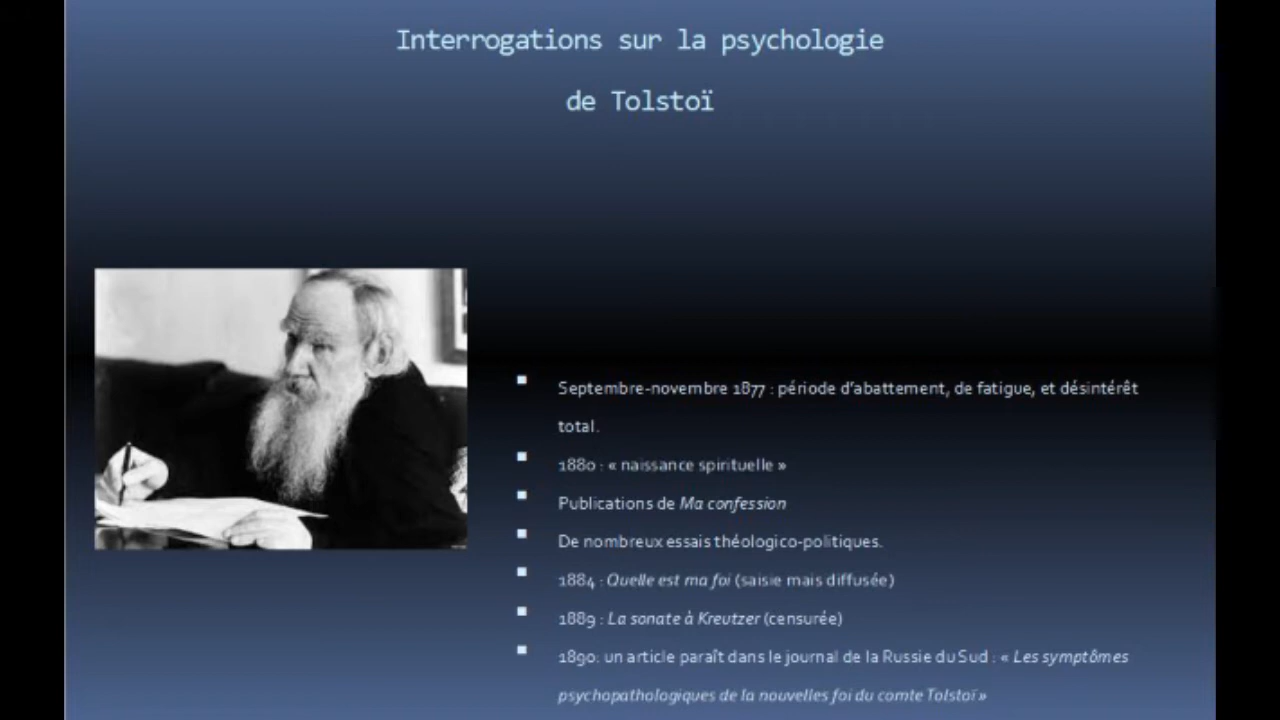 Interrogations sur la psychologie
de Tolstoï
Septembre-novembre 1877 : période d'abattement, de fatigue, et désintérêt
total.
1880 : « naissance spirituelle »
Publications de Ma confession
De nombreux essais théologico-politiques.
1884 : Quelle est ma foi (saisie mais diffusée)
1889 : La sonate à Kreutzer (censurée)
1890: un article paraît dans le journal de la Russie du Sud : « Les symptômes
psychopathologiques de la nouvelles foi du comte Tolstoï »